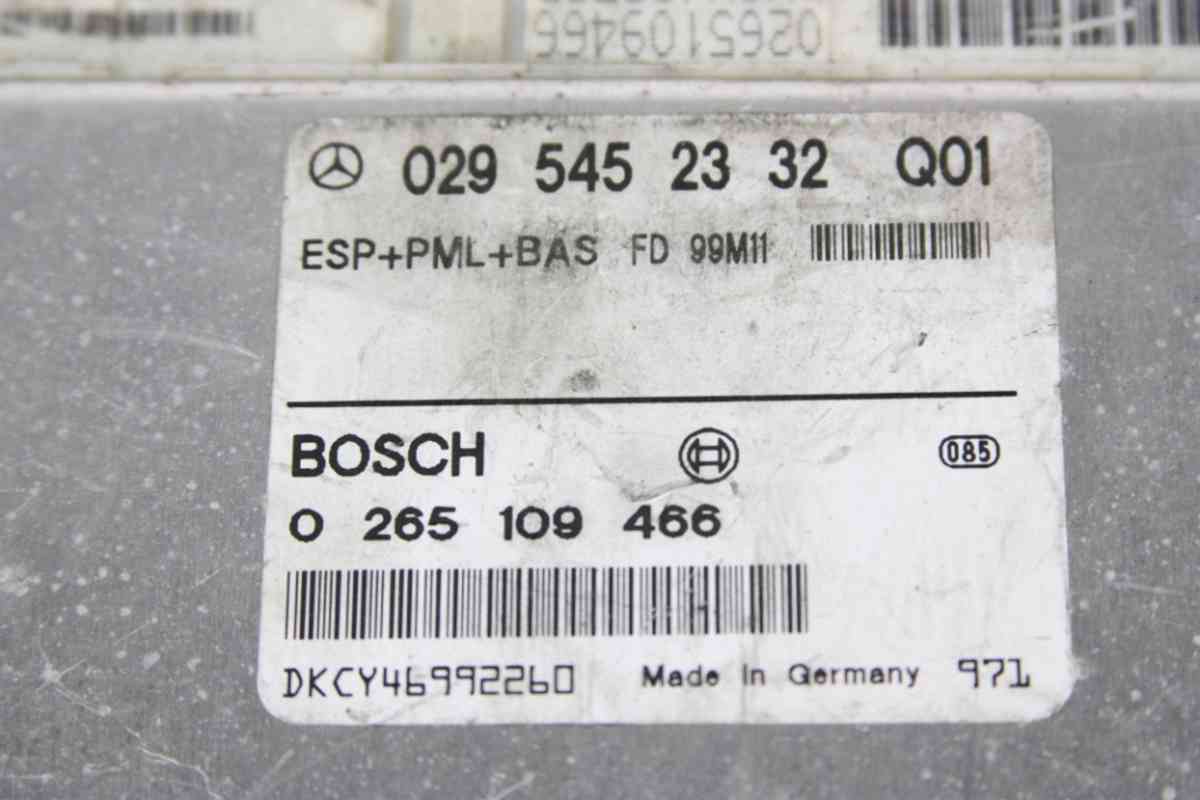 0265109466
029 545 23 32 Q01
ESP+PML+BAS FD 99M11
BOSCH 085
0 265 109 466
DKCY46992260 Made in Germany 971